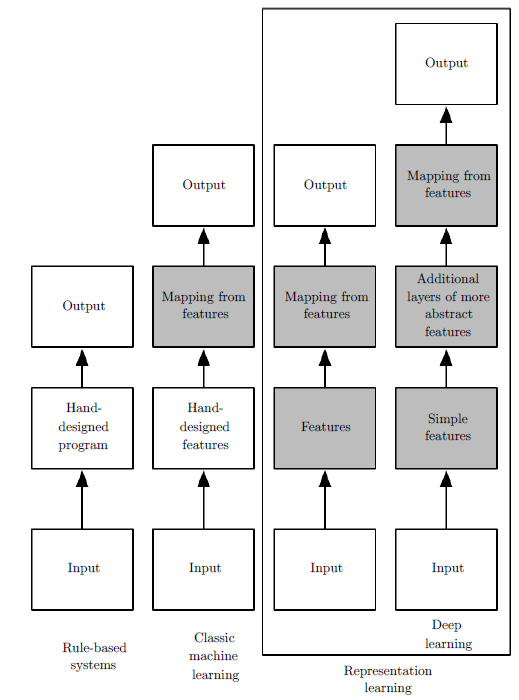 Output
Mapping from
features
Output
Output
Output
Mapping from
features
Mapping from
features
Additional
layers of more
abstract
features
Hand-
designed
program
Hand-
designed
features
Features
Simple
features
Input
Input
Input
Input
Rule-based
systems
Classic
machine
learning
Deep
learning
Representation
learning